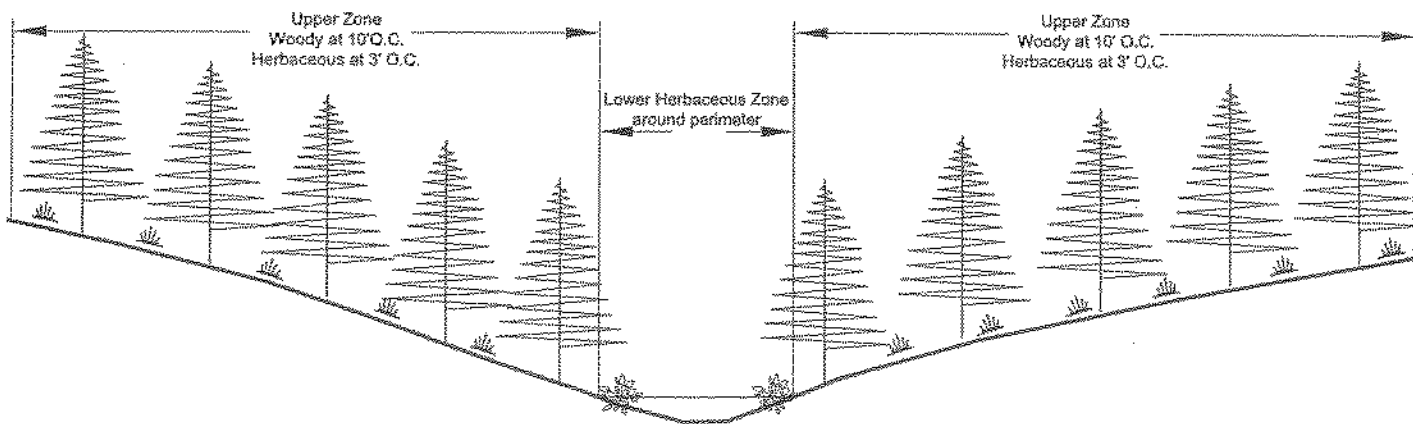 Upper Zone
Woody at 10'O.C.
Herbaceous at 3' O.C.
Lower Herbaceous Zone
around perimeter
Upper Zone
Woody at 10' O.C.
Herbaceous at 3' O.C.